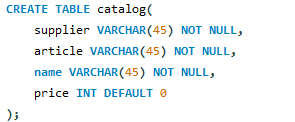 CREATE TABLE catalog(
    supplier VARCHAR(45) NOT NULL,
    article VARCHAR(45) NOT NULL,
    name VARCHAR(45) NOT NULL,
    price INT DEFAULT 0
);